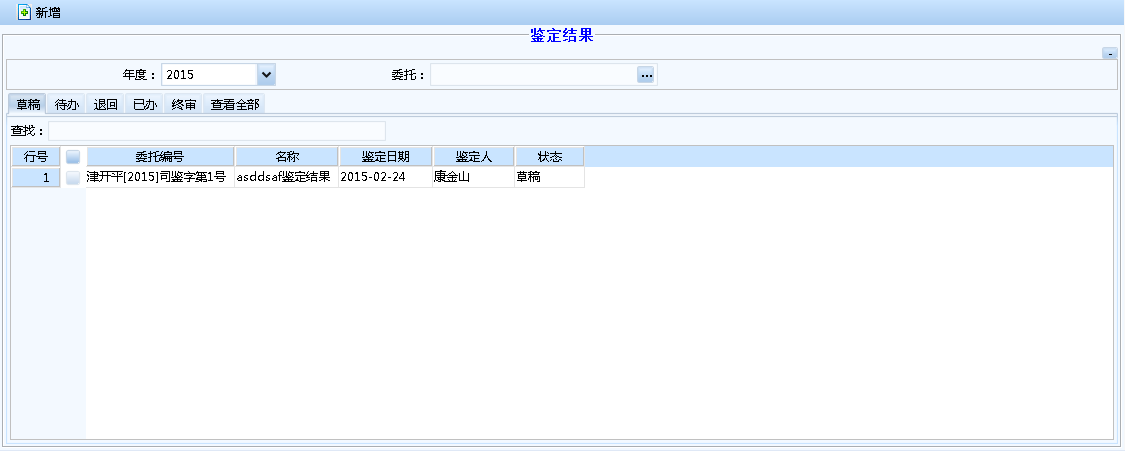 新增
鉴定结果
-
年度： 2015 委托： ...
草稿 待办 退回 已办 终审 查看全部
查找：
行号 委托编号 名称 鉴定日期 鉴定人 状态
1 津开平[2015]司鉴字第1号 asddsaf鉴定结果 2015-02-24 康金山 草稿